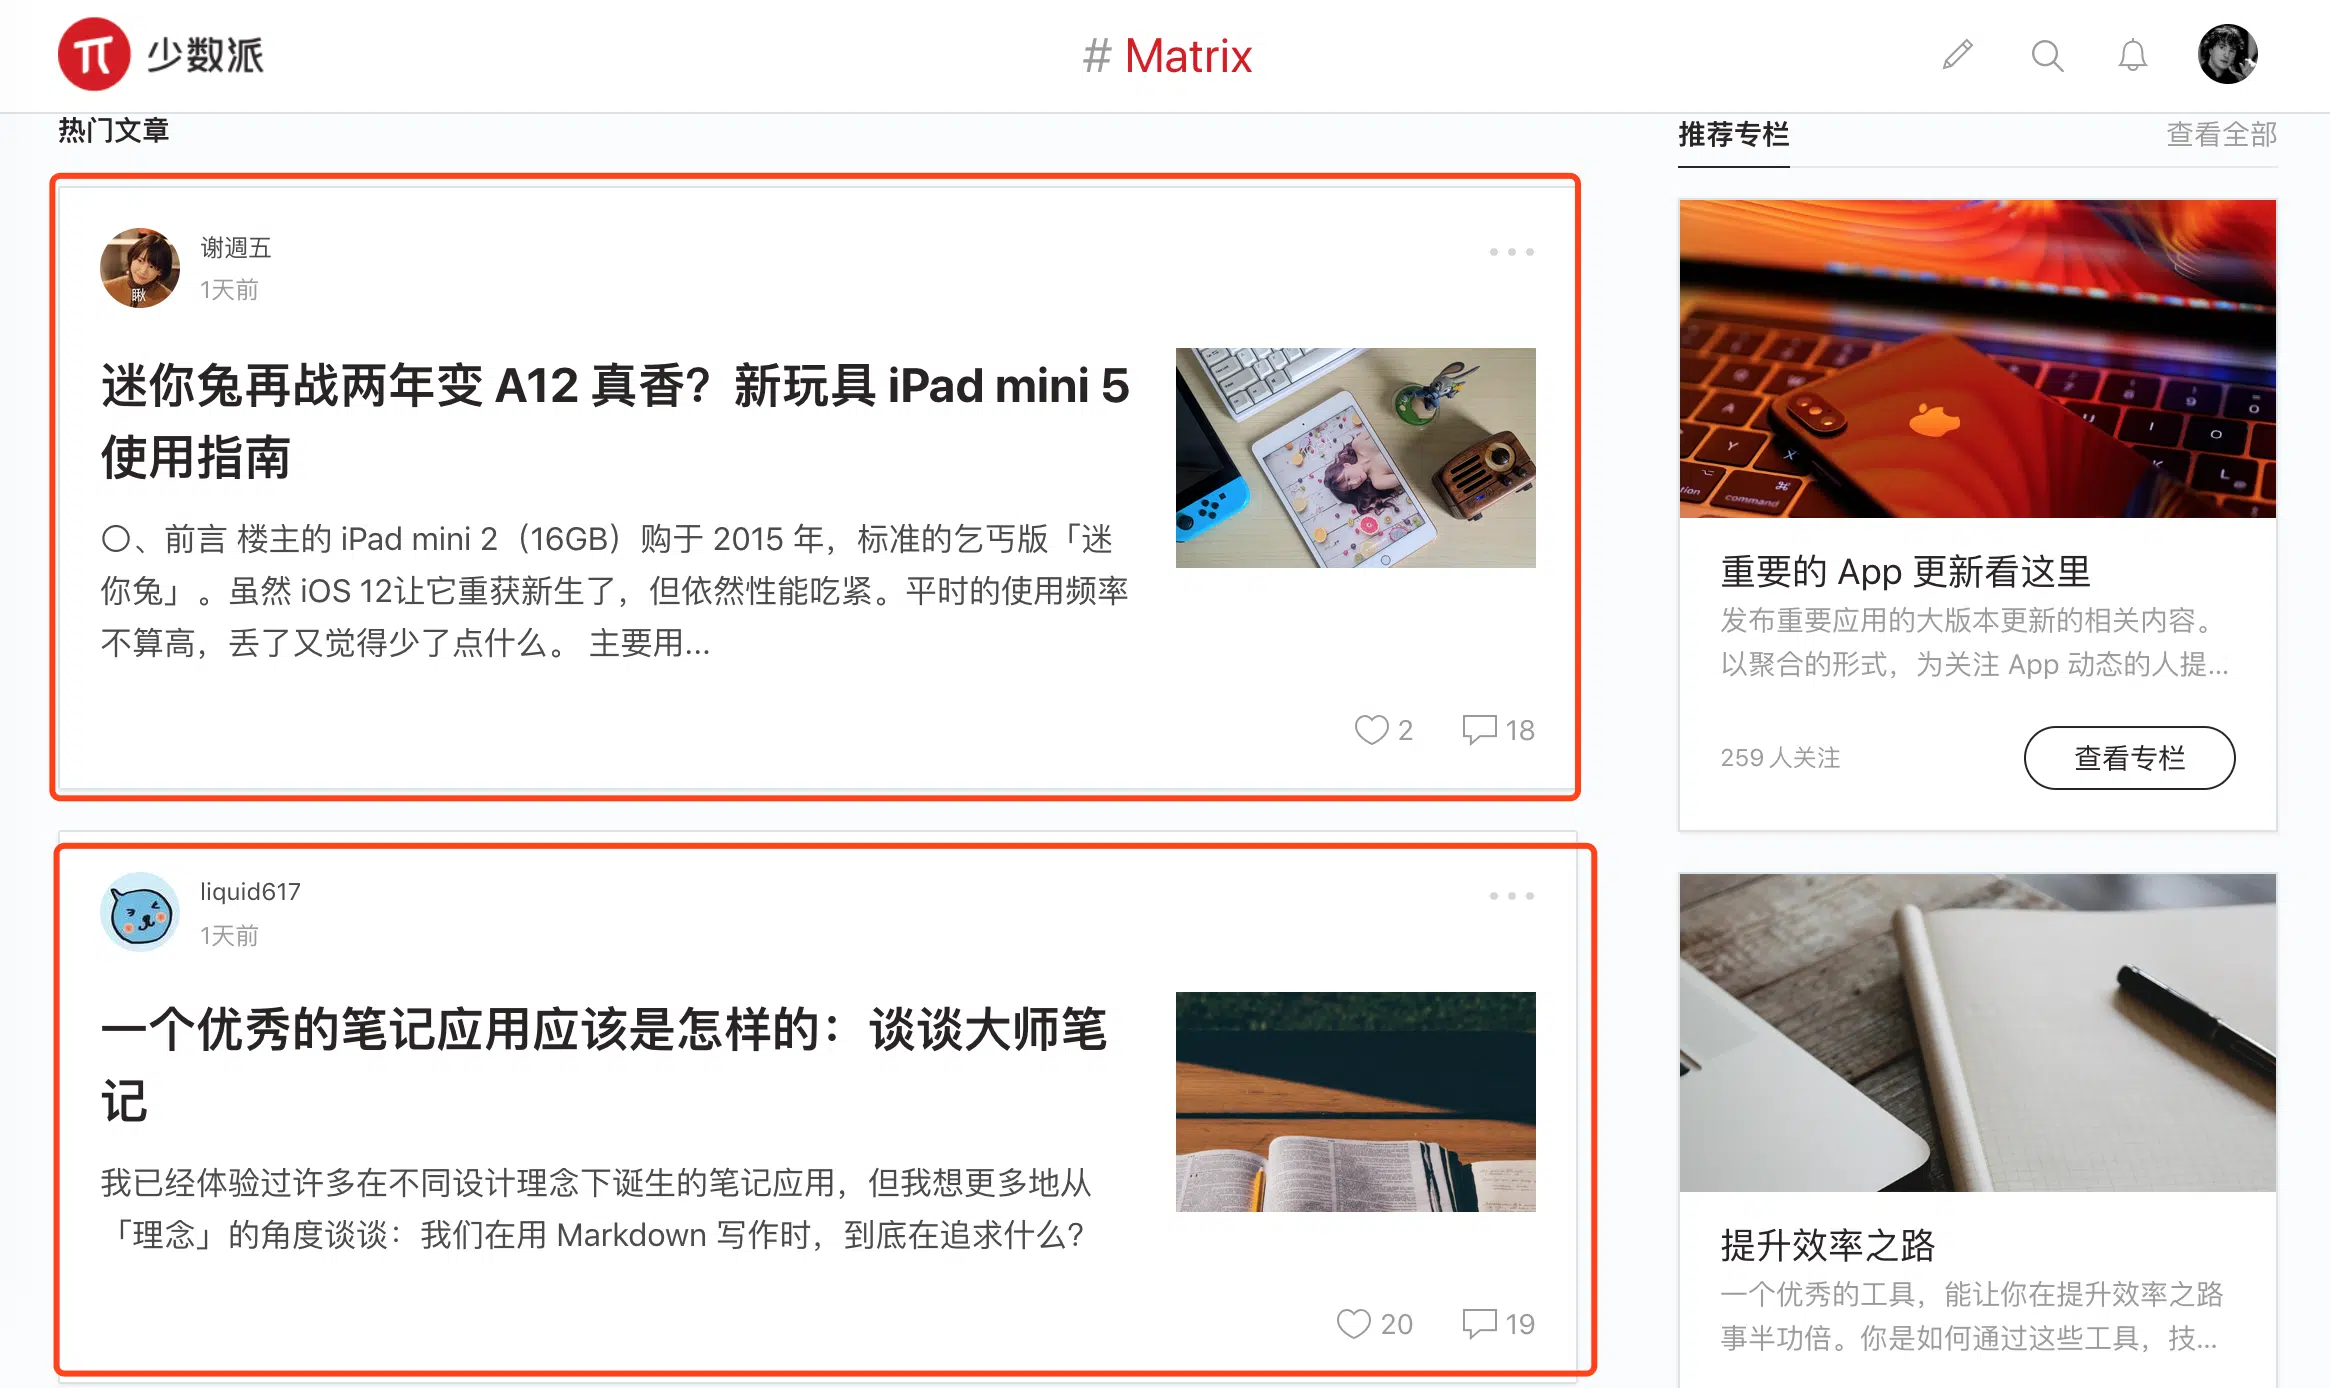 少数派
# Matrix
热门文章
谢週五
1天前
迷你兔再战两年变 A12 真香？新玩具 iPad mini 5
使用指南
〇、前言 楼主的 iPad mini 2（16GB）购于 2015 年，标准的乞丐版「迷
你兔」。虽然 iOS 12让它重获新生了，但依然性能吃紧。平时的使用频率
不算高，丢了又觉得少了点什么。 主要用...
2
18
liquid617
1天前
一个优秀的笔记应用应该是怎样的：谈谈大师笔
记
我已经体验过许多在不同设计理念下诞生的笔记应用，但我想更多地从
「理念」的角度谈谈：我们在用 Markdown 写作时，到底在追求什么？
20
19
推荐专栏
查看全部
command
重要的 App 更新看这里
发布重要应用的大版本更新的相关内容。
以聚合的形式，为关注 App 动态的人提...
259 人关注
查看专栏
提升效率之路
一个优秀的工具，能让你在提升效率之路
事半功倍。你是如何通过这些工具，技...